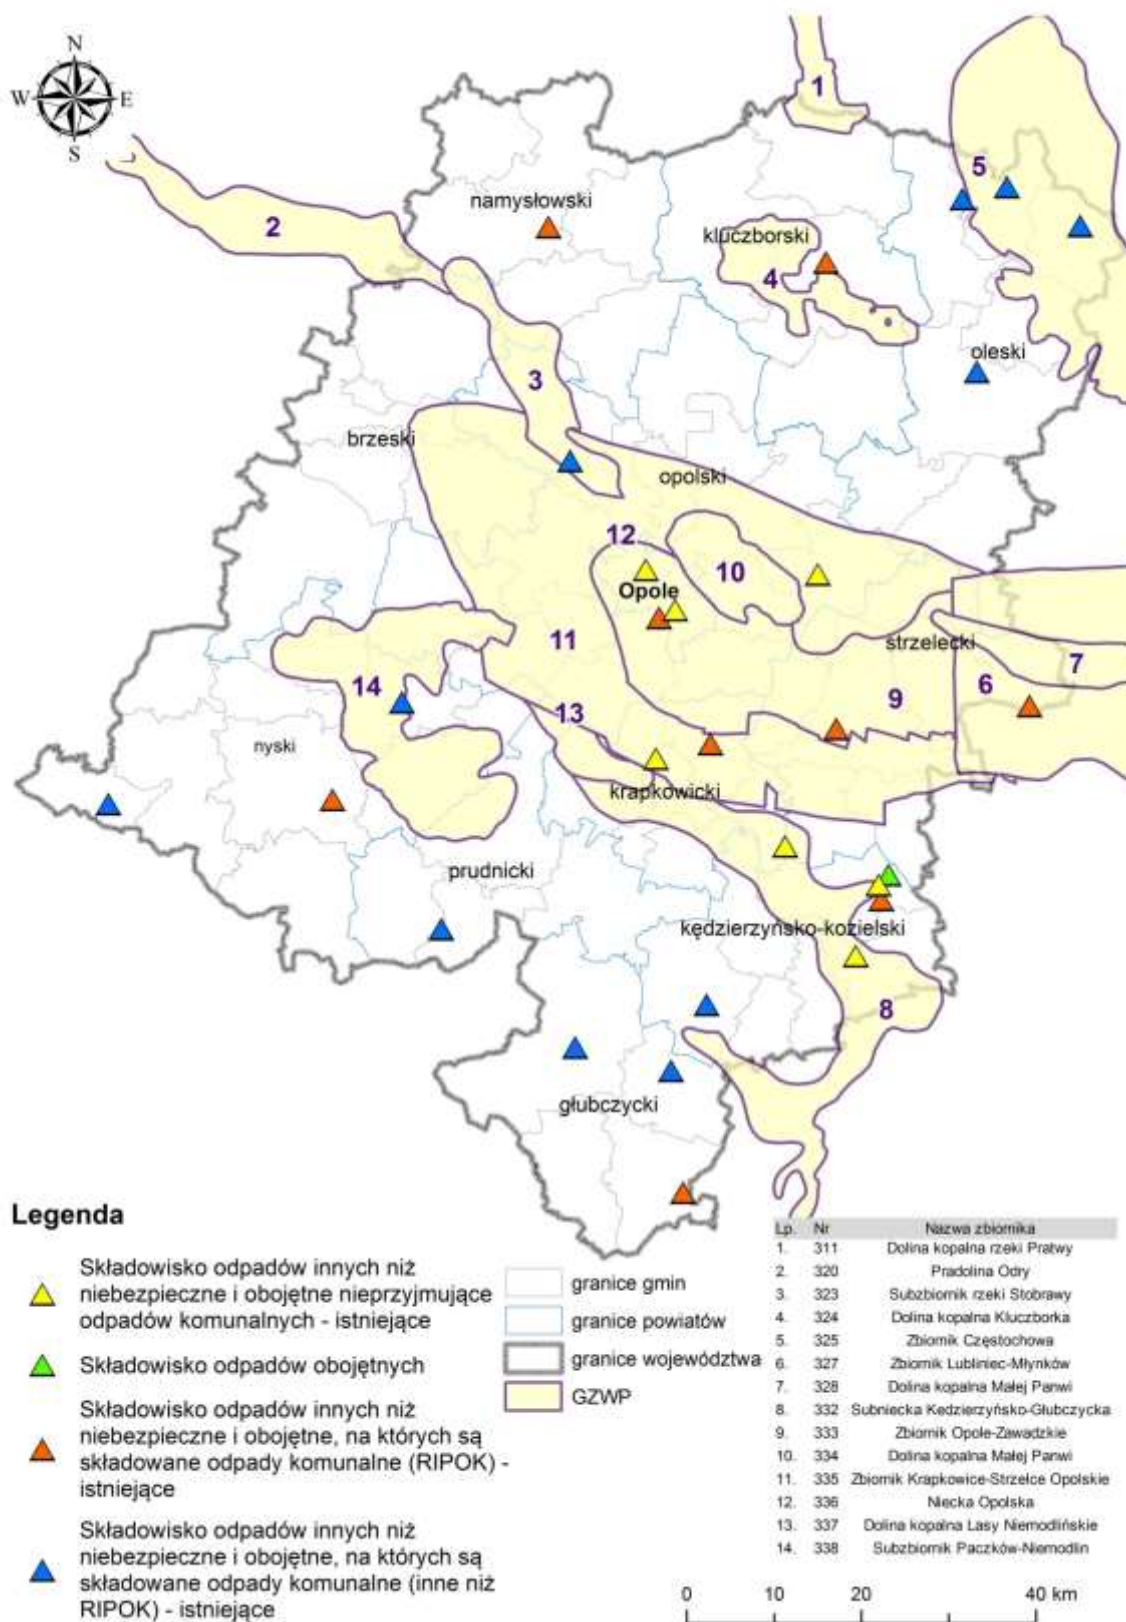 N
W E
S
1
5
namysłowski
2
kluczborski
4
oleski
3
brzeski
opolski
12
10
Opole
11
strzelecki
7
6
14
9
13
nyski
krapkowicki
prudnicki
kędzierzyńsko-kozielski
8
głubczycki
Legenda
Składowisko odpadów innych niż
niebezpieczne i obojętne nieprzyjmujące
odpadów komunalnych - istniejące
Składowisko odpadów obojętnych
Składowisko odpadów innych niż
niebezpieczne i obojętne, na których są
składowane odpady komunalne (RIPOK) -
istniejące
Składowisko odpadów innych niż
niebezpieczne i obojętne, na których są
składowane odpady komunalne (inne niż
RIPOK) - istniejące
granice gmin
granice powiatów
granice województwa
GZWP
Lp. Nr Nazwa zbiornika
1. 311 Dolina kopalna rzeki Pratwy
2. 320 Pradolina Odry
3. 323 Subzbiornik rzeki Stobrawy
4. 324 Dolina kopalna Kluczborka
5. 325 Zbiornik Częstochowa
6. 327 Zbiornik Lubliniec-Młynków
7. 328 Dolina kopalna Małej Panwi
8. 332 Subniecka Kedzierzyńsko-Głubczycka
9. 333 Zbiornik Opole-Zawadzkie
10. 334 Dolina kopalna Małej Panwi
11. 335 Zbiornik Krapkowice-Strzelce Opolskie
12. 336 Niecka Opolska
13. 337 Dolina kopalna Lasy Niemodlińskie
14. 338 Subzbiornik Paczków-Niemodlin
0 10 20 40 km